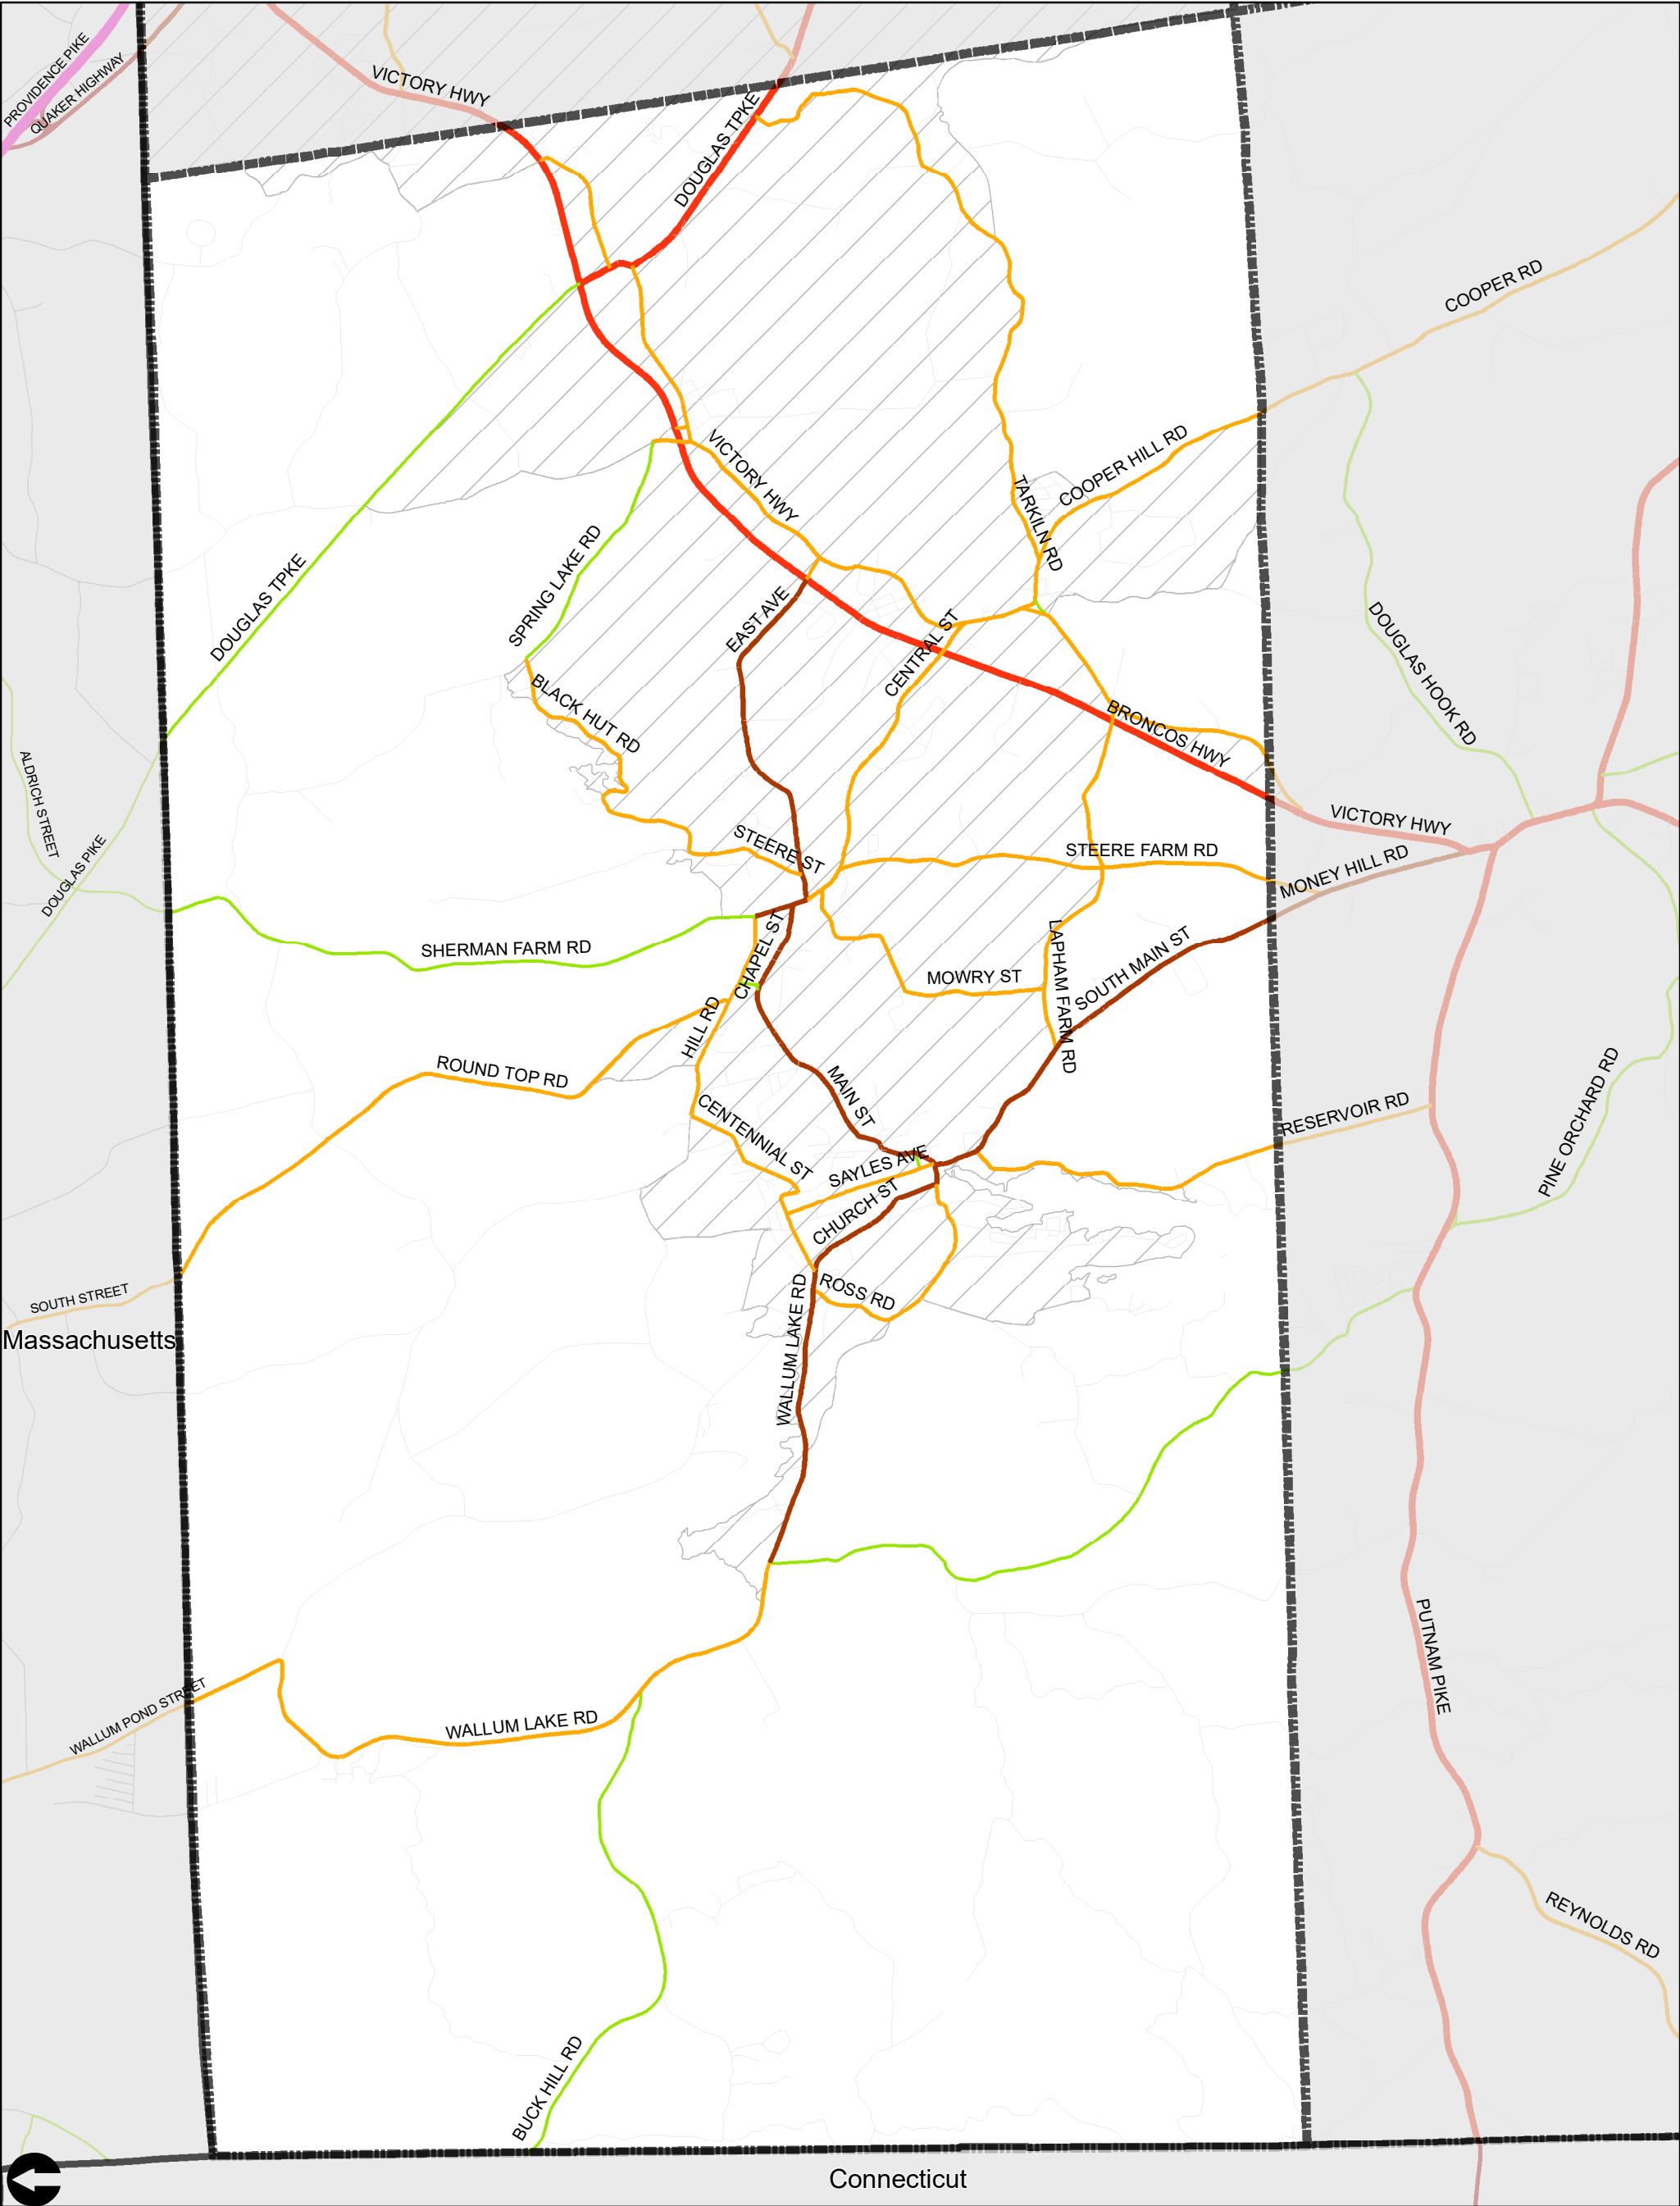 PROVIDENCE PIKE
QUAKER HIGHWAY
VICTORY HWY
DOUGLAS TPKE
COOPER RD
VICTORY HWY
COOPER HILL RD
TARKILN RD
SPRING LAKE RD
DOUGLAS TPKE
EAST AVE
CENTRAL ST
DOUGLAS HOOK RD
BLACK HUT RD
BRONCOS HWY
ALDRICH STREET
DOUGLAS PIKE
VICTORY HWY
STEERE ST
STEERE FARM RD
MONEY HILL RD
SHERMAN FARM RD
CHAPEL ST
MOWRY ST
LAPHAM FARM RD
SOUTH MAIN ST
HILL RD
ROUND TOP RD
MAIN ST
CENTENNIAL ST
RESERVOIR RD
PINE ORCHARD RD
SAYLES AVE
CHURCH ST
SOUTH STREET
ROSS RD
WALLUM LAKE RD
Massachusetts
PUTNAM PIKE
WALLUM POND STREET
WALLUM LAKE RD
REYNOLDS RD
BUCK HILL RD
Connecticut